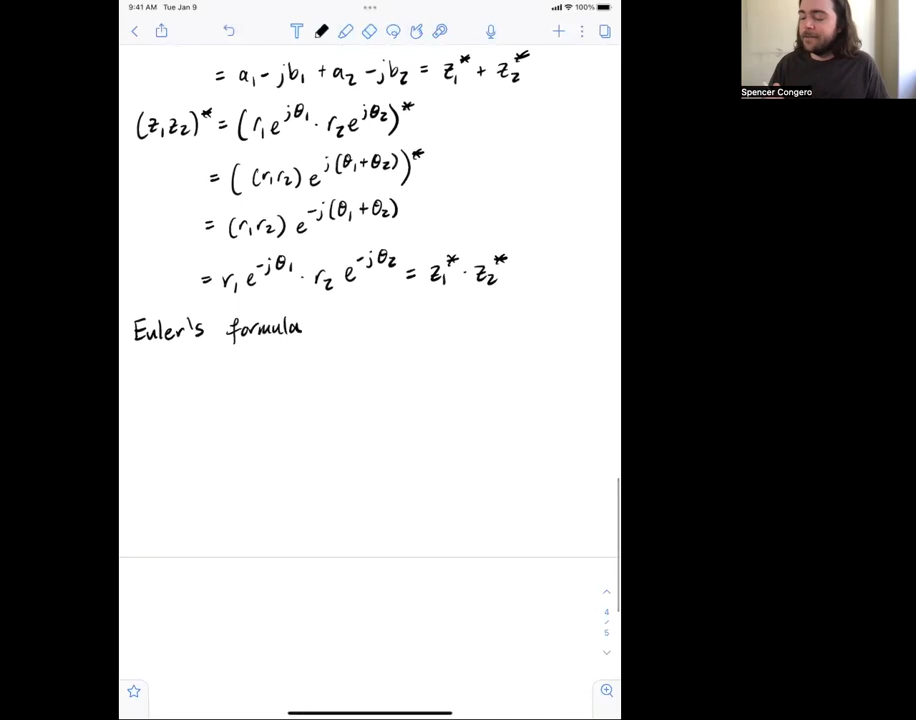 9:41 AM Tue Jan 9
100%
T
= a₁ - jb₁ + a₂ - jb₂ = z₁* + z₂*
(z₁z₂)* = (r₁e^{jθ₁} · r₂e^{jθ₂})*
= ((r₁r₂) e^{j(θ₁+θ₂)})*
= (r₁r₂) e^{-j(θ₁+θ₂)}
= r₁e^{-jθ₁} · r₂ e^{-jθ₂} = z₁* · z₂*
Euler's formula
4
/
5
Spencer Congero